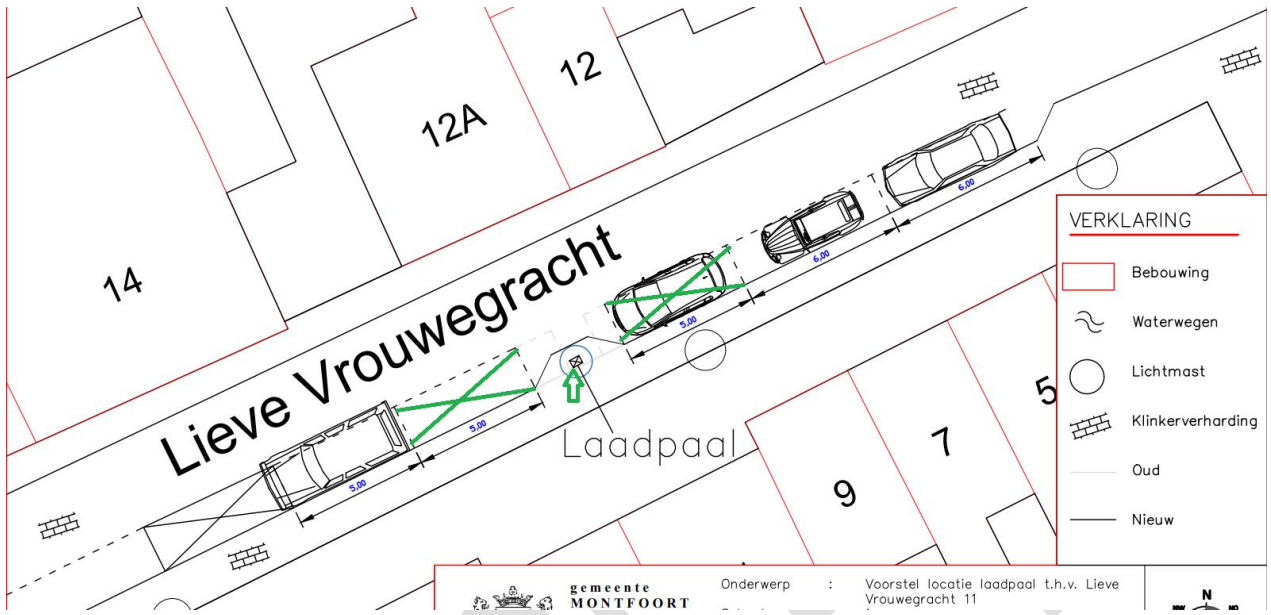 12
12A
14
Lieve Vrouwegracht
6,00
6,00
5,00
5,00
5,00
Laadpaal
5
7
9
VERKLARING
Bebouwing
Waterwegen
Lichtmast
Klinkerverharding
Oud
Nieuw
gemeente
MONTFOORT
Onderwerp : Voorstel locatie laadpaal t.h.v. Lieve
Vrouwegracht 11
N